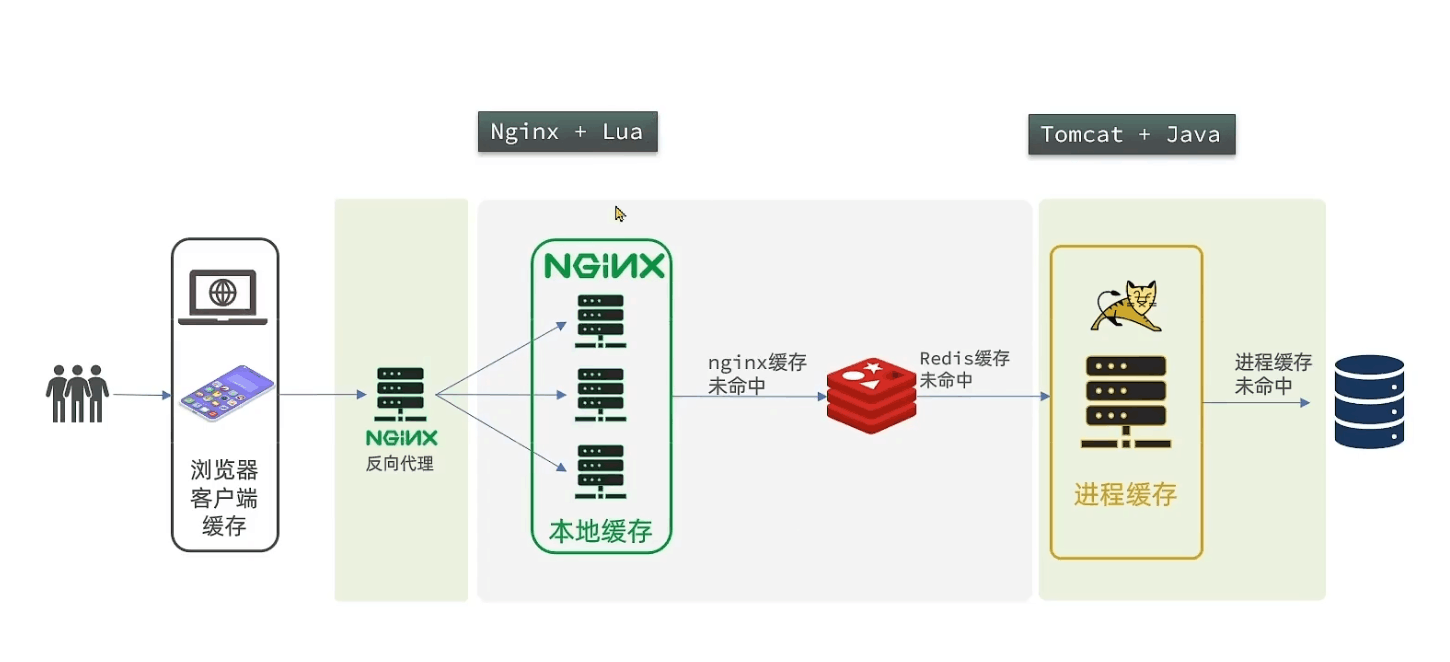 Nginx + Lua
Tomcat + Java
浏览器
客户端
缓存
NGINX
反向代理
NGINX
本地缓存
nginx缓存
未命中
Redis缓存
未命中
进程缓存
进程缓存
未命中